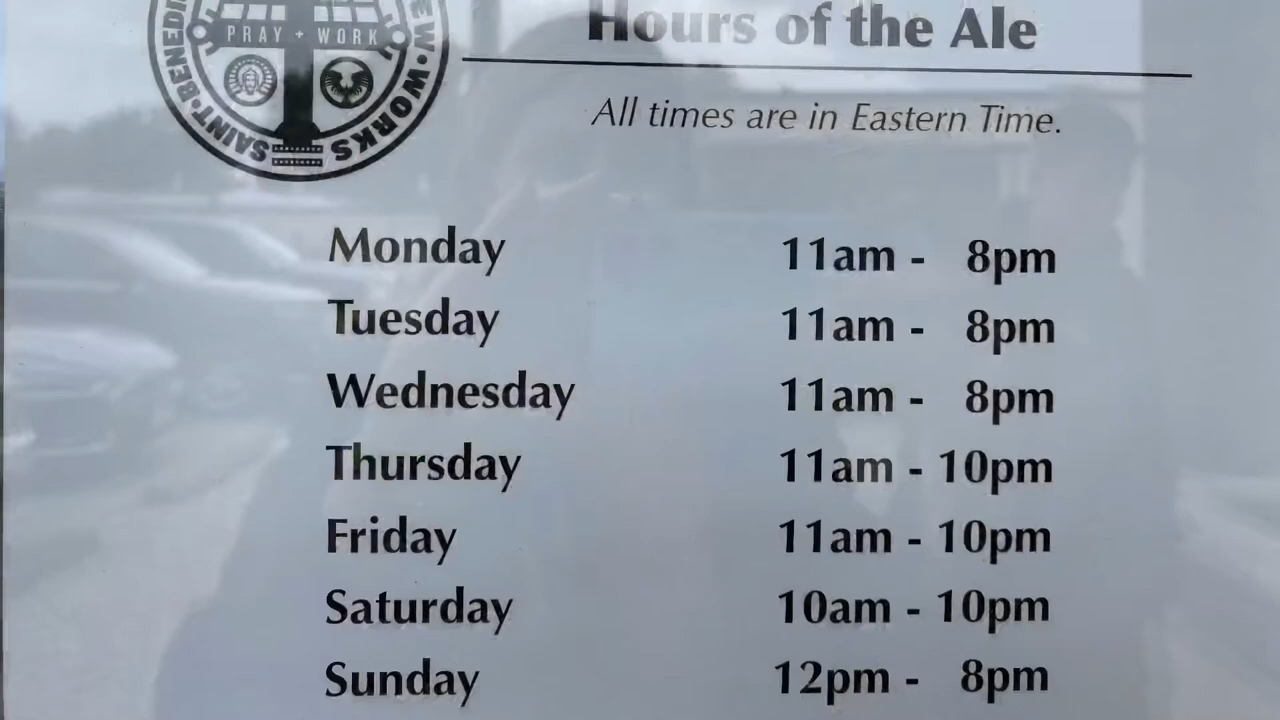 PRAY + WORK
SAINT
WORKS
Hours of the Ale
All times are in Eastern Time.
Monday 11am - 8pm
Tuesday 11am - 8pm
Wednesday 11am - 8pm
Thursday 11am - 10pm
Friday 11am - 10pm
Saturday 10am - 10pm
Sunday 12pm - 8pm